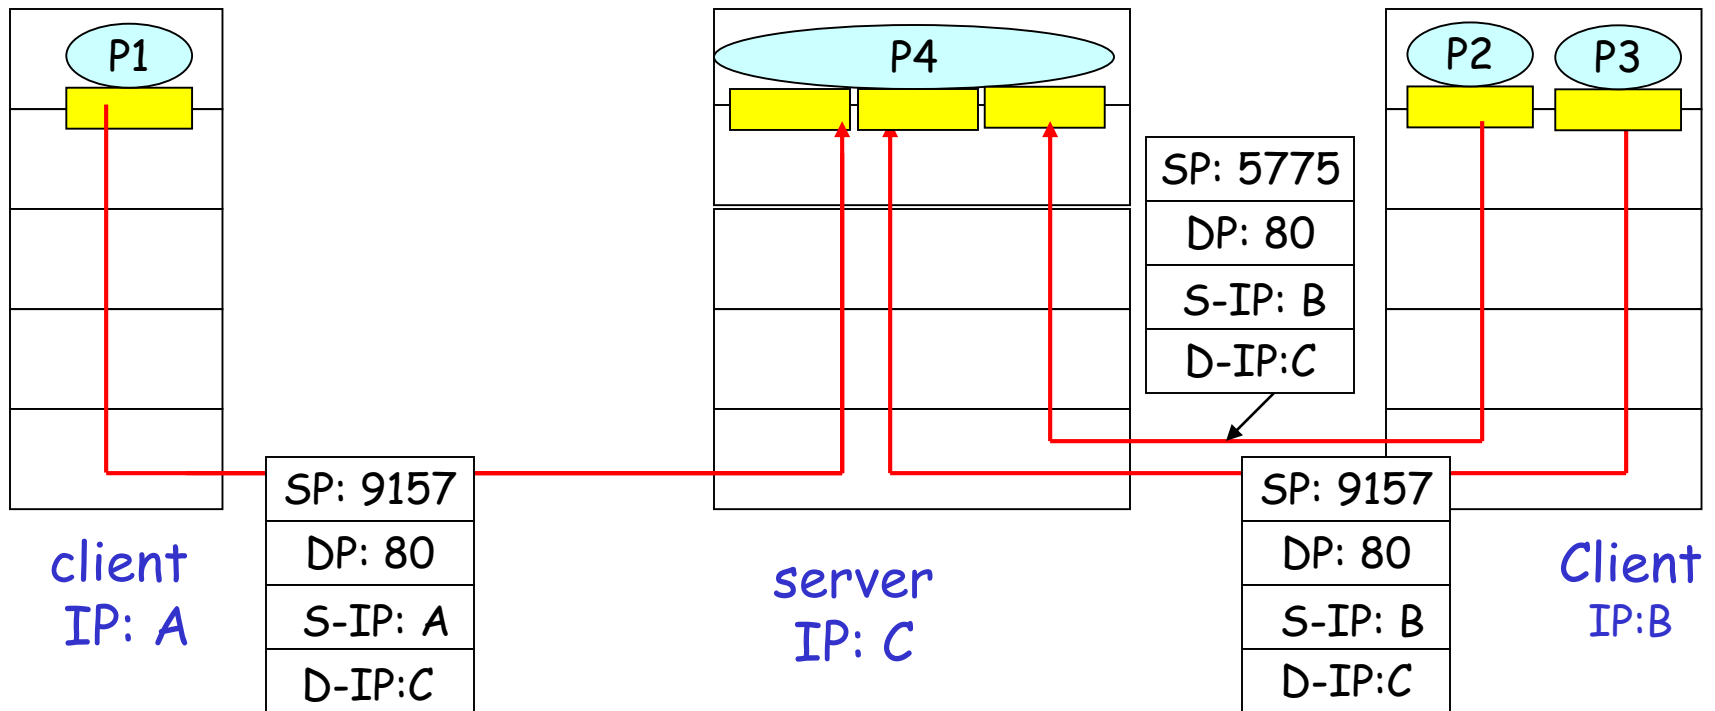 P1
P4
P2
P3
SP: 5775
DP: 80
S-IP: B
D-IP:C
SP: 9157
DP: 80
S-IP: A
D-IP:C
SP: 9157
DP: 80
S-IP: B
D-IP:C
client
IP: A
server
IP: C
Client
IP:B